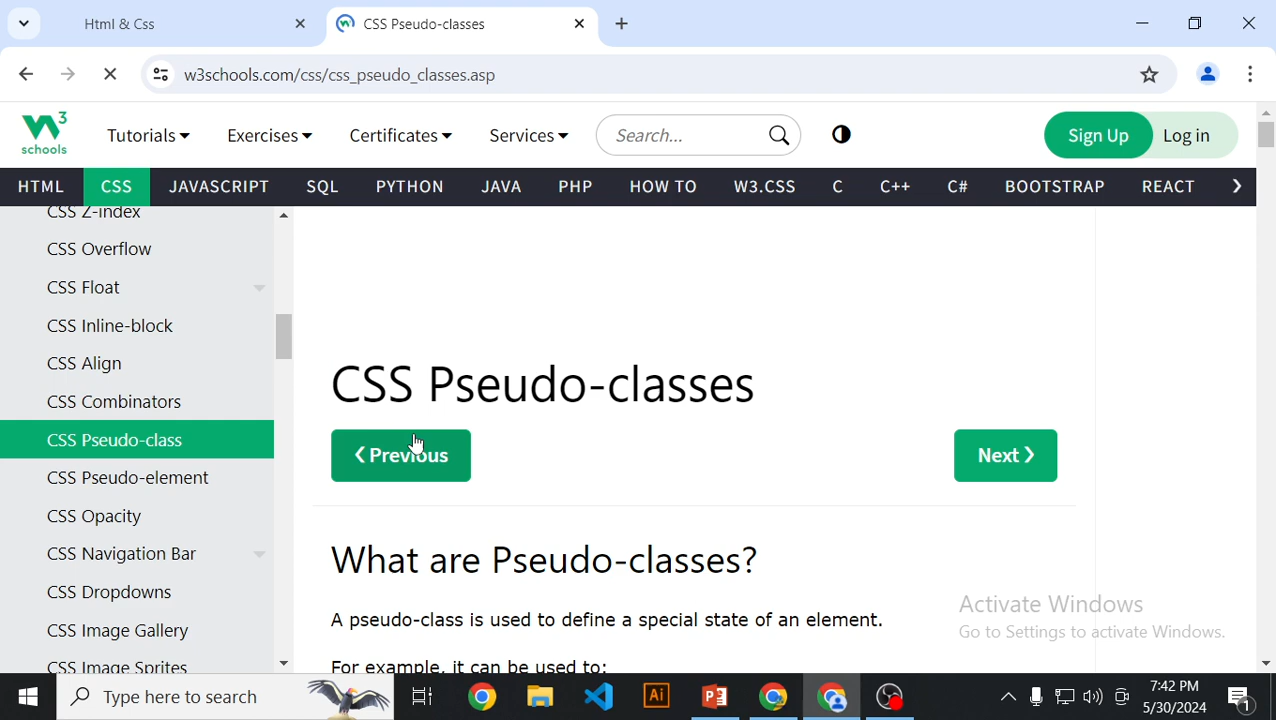 Html & Css
CSS Pseudo-classes
w3schools.com/css/css_pseudo_classes.asp
W3 schools
Tutorials
Exercises
Certificates
Services
Search...
Sign Up
Log in
HTML CSS JAVASCRIPT SQL PYTHON JAVA PHP HOW TO W3.CSS C C++ C# BOOTSTRAP REACT
CSS Z-index
CSS Overflow
CSS Float
CSS Inline-block
CSS Align
CSS Combinators
CSS Pseudo-class
CSS Pseudo-element
CSS Opacity
CSS Navigation Bar
CSS Dropdowns
CSS Image Gallery
CSS Image Sprites
CSS Pseudo-classes
❮ Previous
Next ❯
What are Pseudo-classes?
A pseudo-class is used to define a special state of an element.
For example, it can be used to:
Activate Windows
Go to Settings to activate Windows.
Type here to search
Ai
7:42 PM
5/30/2024
1